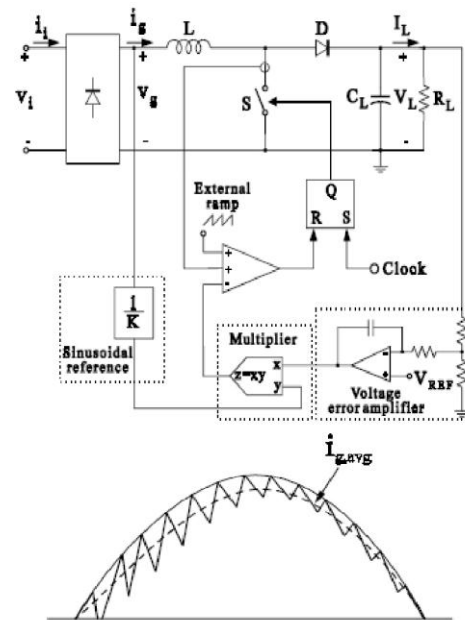 i_i i_g L D I_L
+ + +
v_i v_g S C_L V_L R_L
- - -
External
ramp
Q
R S
+
+
-
Clock
1
K
Sinusoidal
reference
Multiplier
z=xy x
y
-
+
V_REF
Voltage
error amplifier
i_g,avg